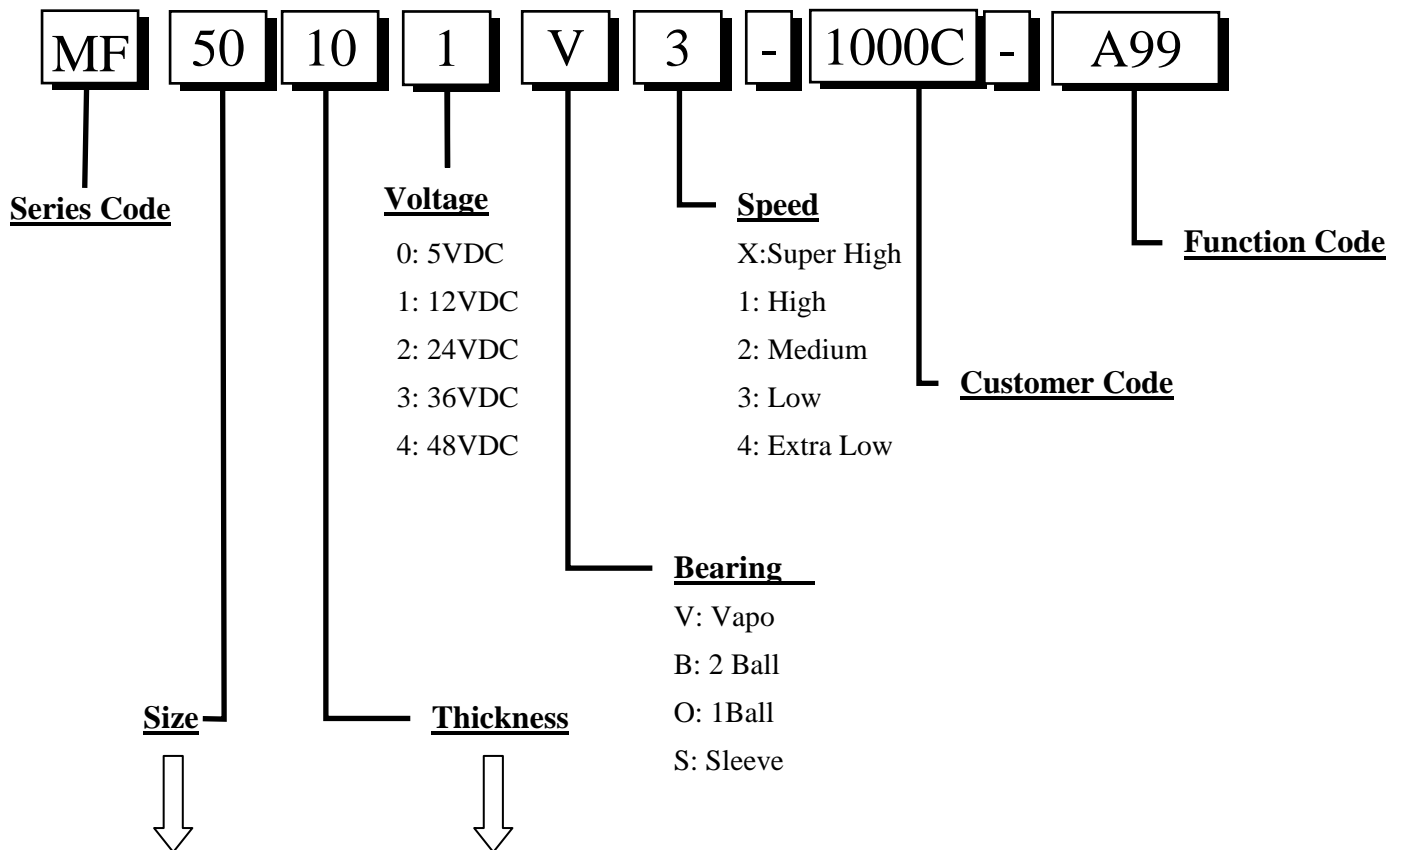 MF 50 10 1 V 3 - 1000C - A99
Series Code
Voltage
0: 5VDC
1: 12VDC
2: 24VDC
3: 36VDC
4: 48VDC
Speed
X:Super High
1: High
2: Medium
3: Low
4: Extra Low
Function Code
Customer Code
Bearing
V: Vapo
B: 2 Ball
O: 1Ball
S: Sleeve
Size
Thickness